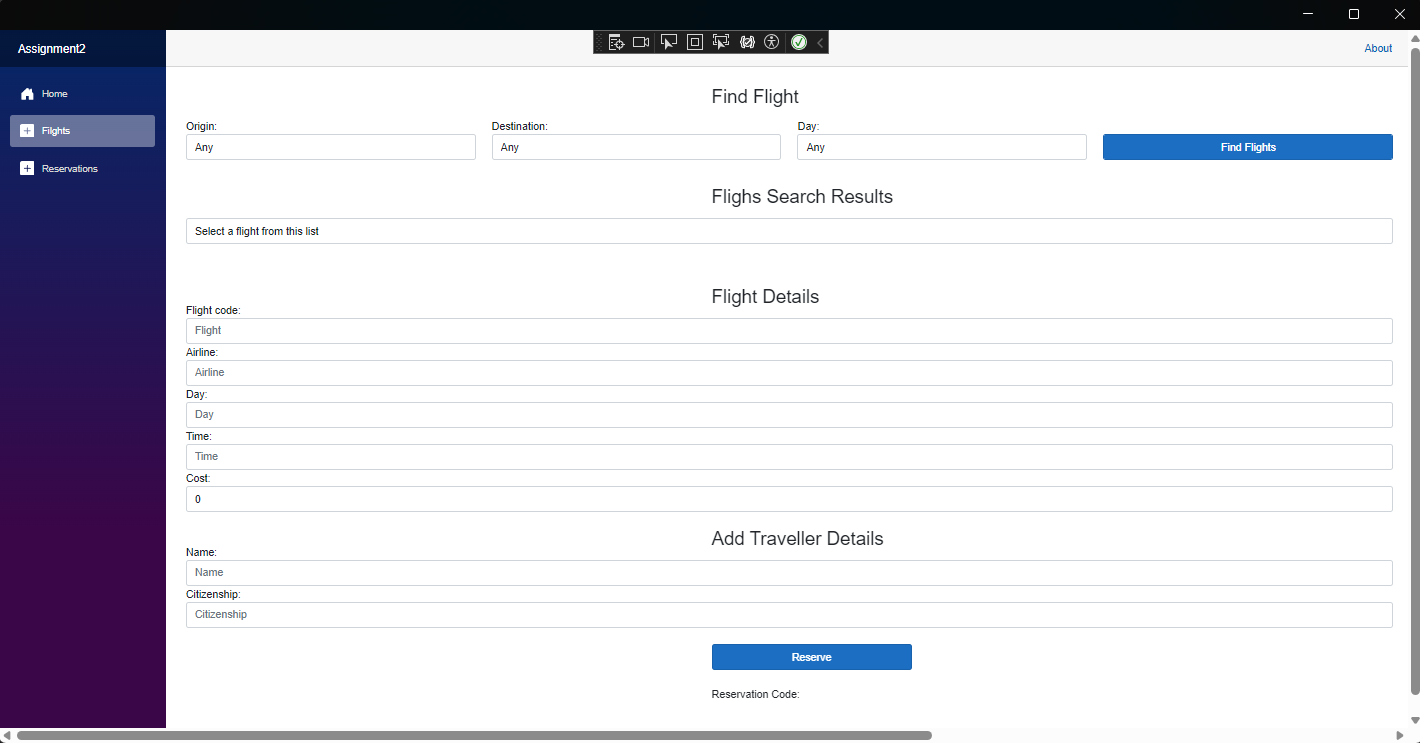 Assignment2
About
Home
Flights
Reservations
Find Flight
Origin: Destination: Day:
Any Any Any Find Flights
Flighs Search Results
Select a flight from this list
Flight Details
Flight code:
Flight
Airline:
Airline
Day:
Day
Time:
Time
Cost:
0
Add Traveller Details
Name:
Name
Citizenship:
Citizenship
Reserve
Reservation Code: